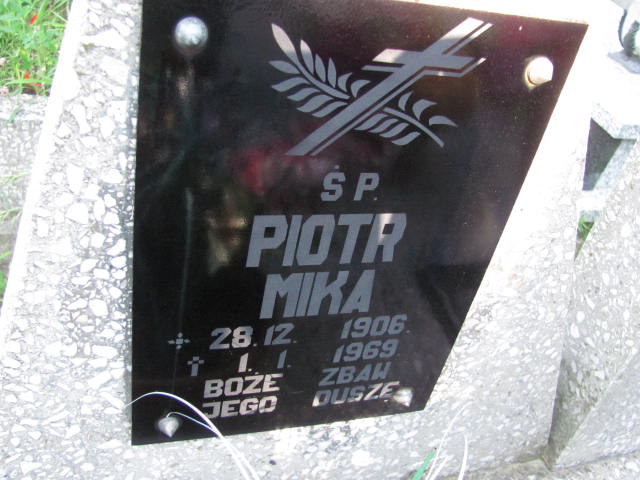 Ś P.
PIOTR
MIKA
28.12. 1906.
✝ 1. 1. 1969.
BOŻE ZBAW
JEGO DUSZĘ